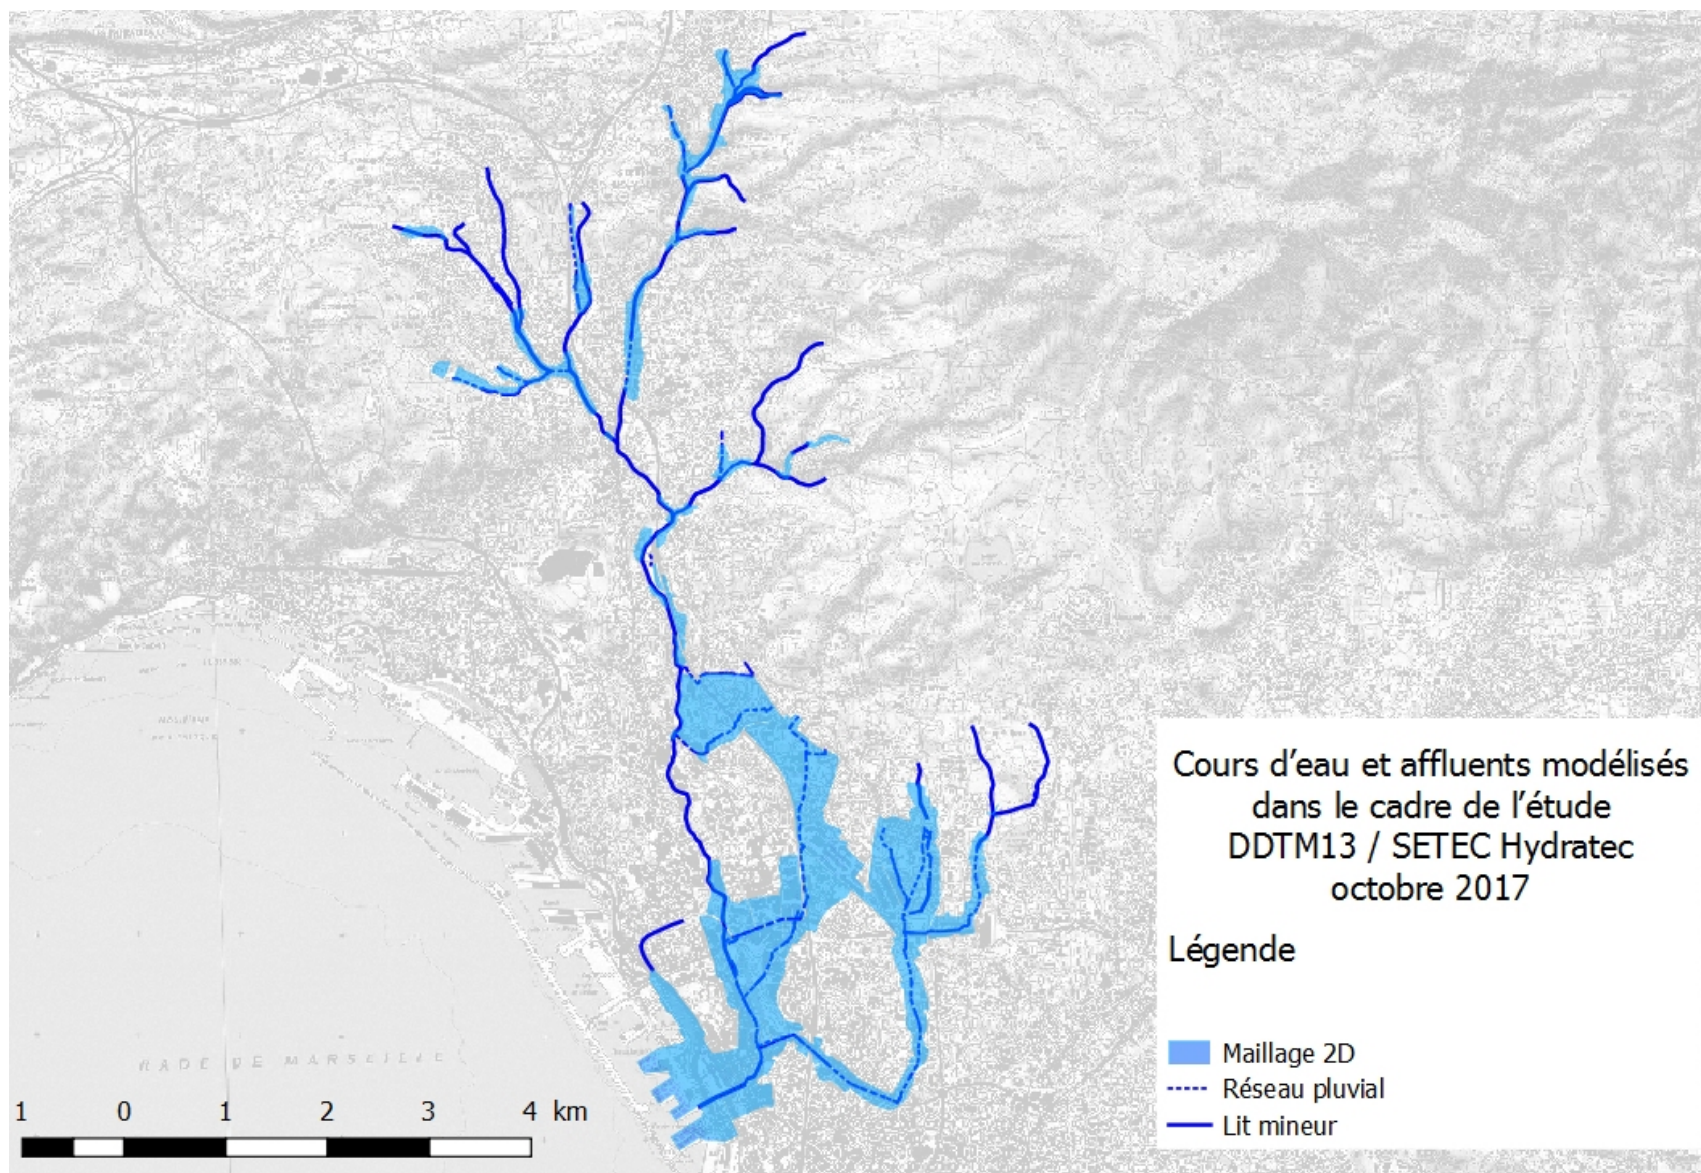 Cours d'eau et affluents modélisés
dans le cadre de l'étude
DDTM13 / SETEC Hydratec
octobre 2017
Légende
Maillage 2D
Réseau pluvial
Lit mineur
RADE DE MARSEILLE
1 0 1 2 3 4 km